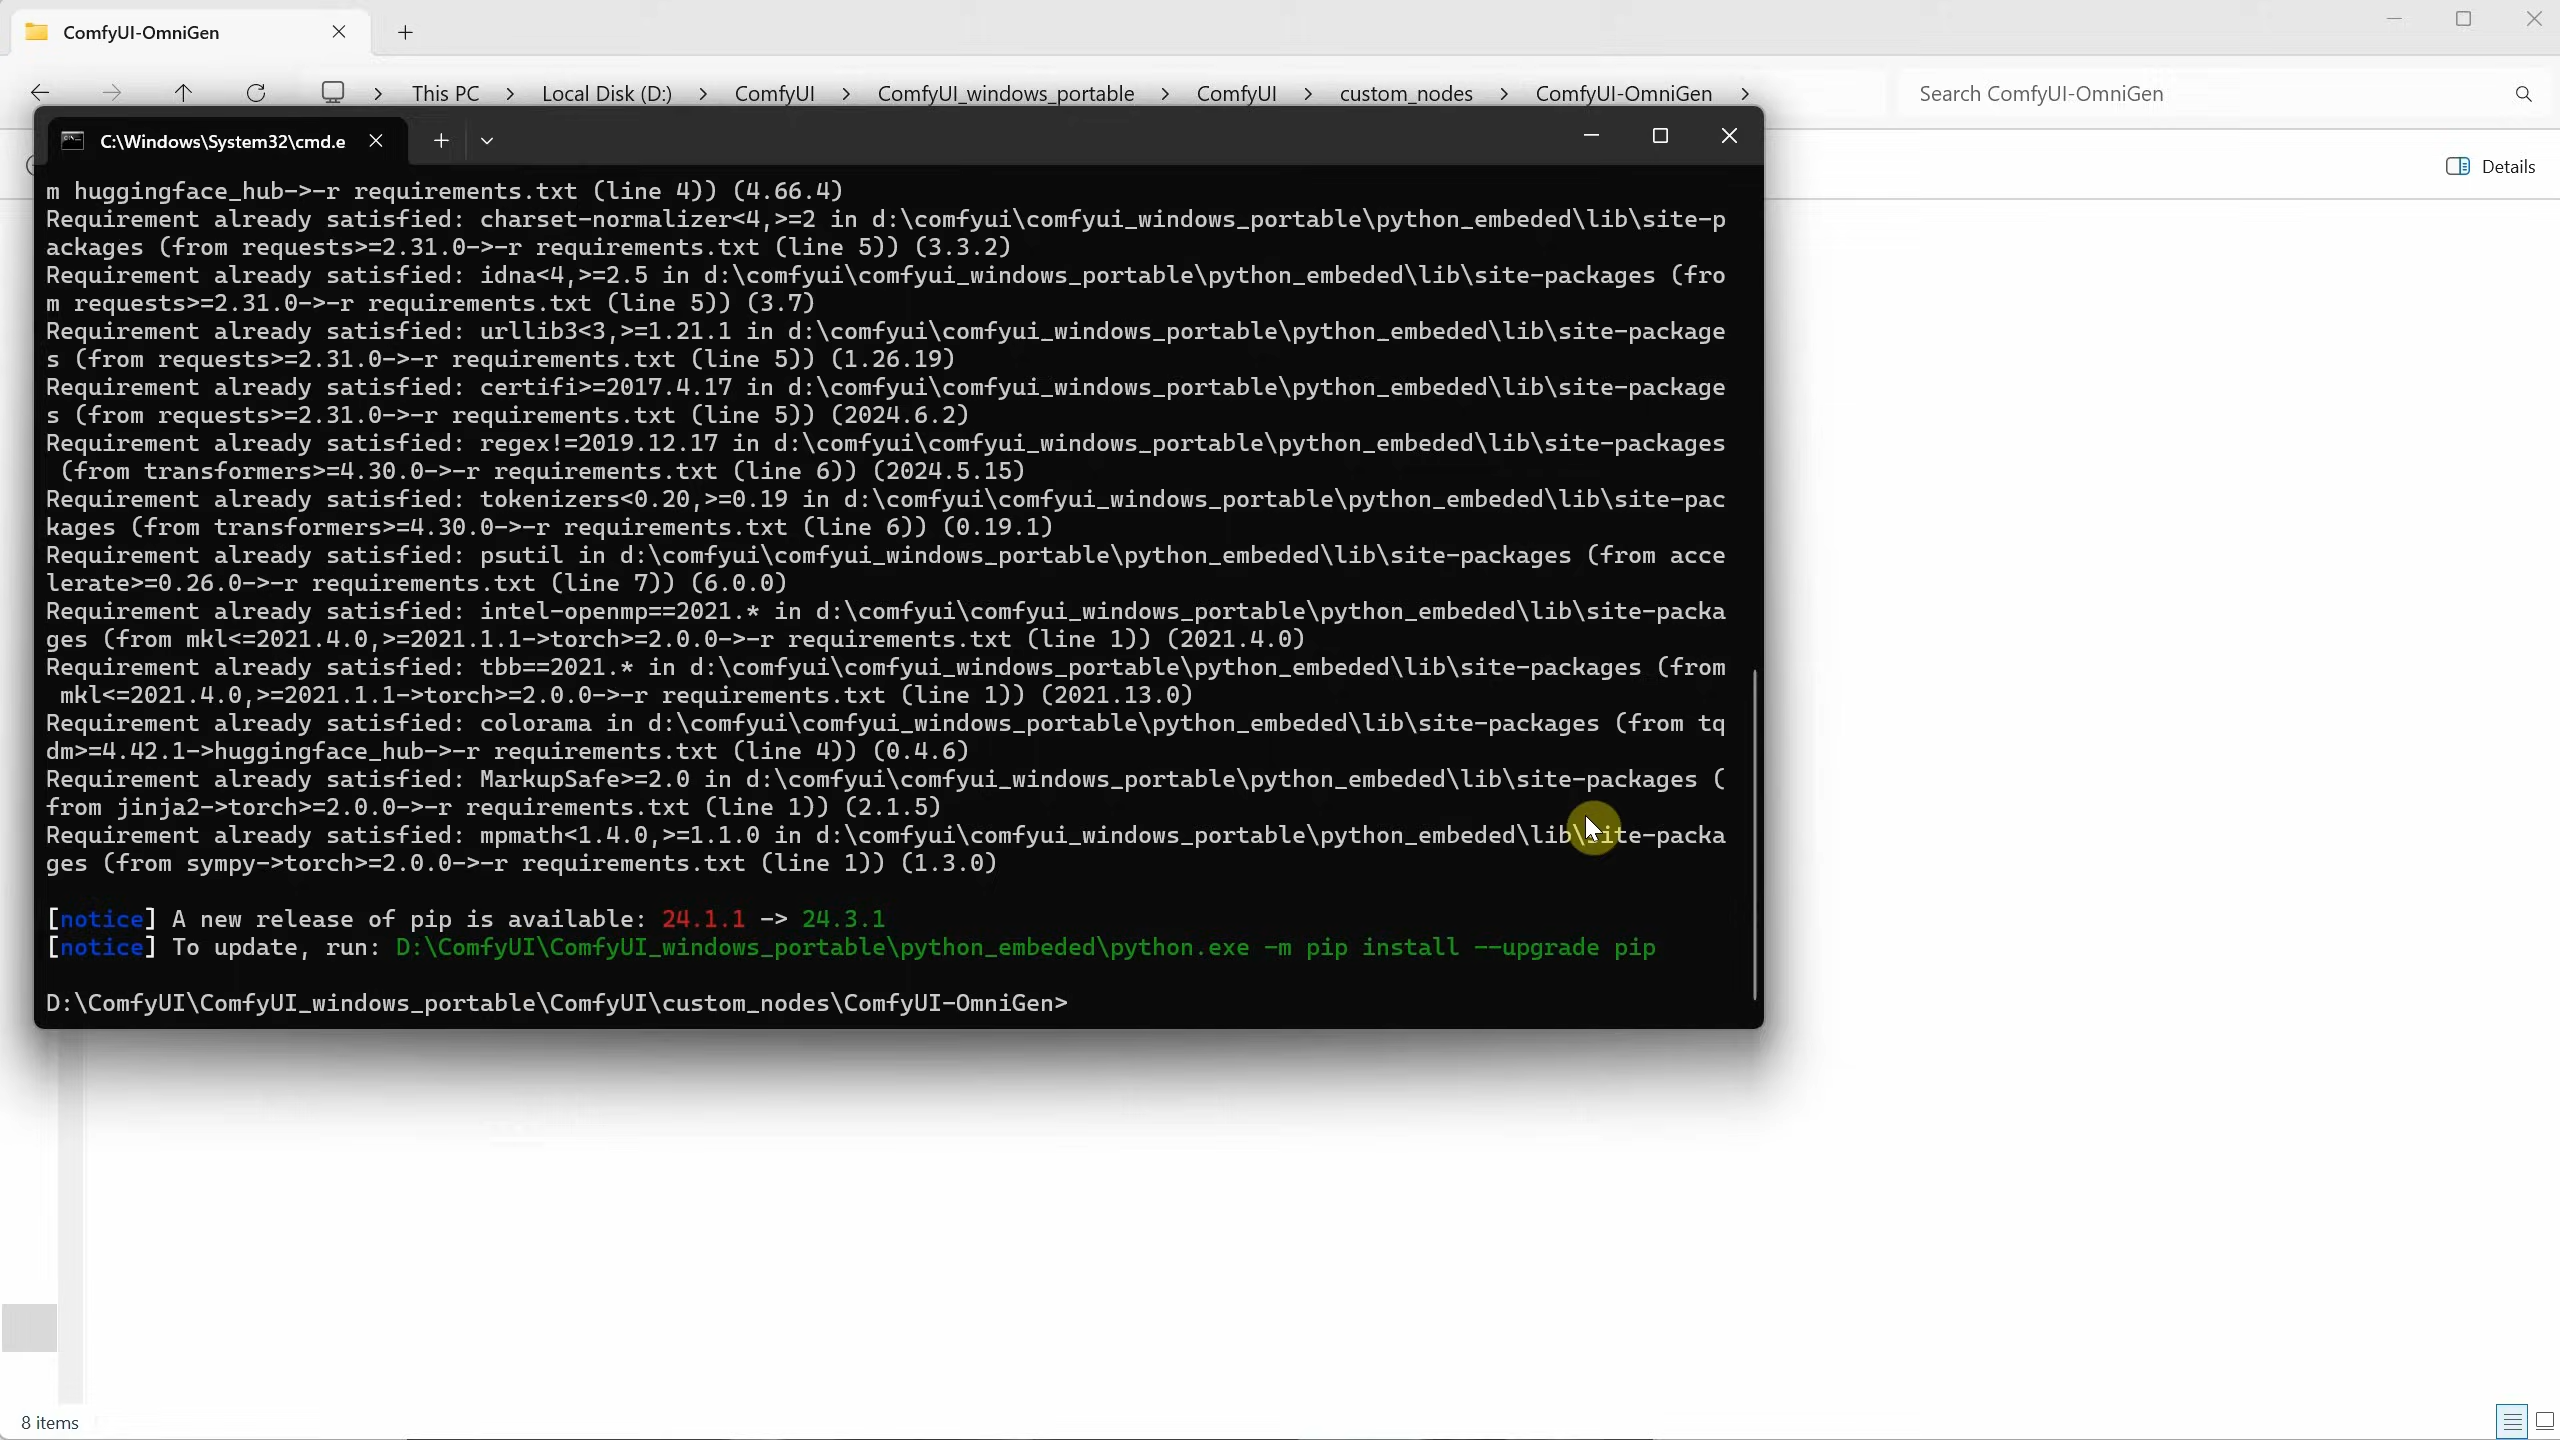 ComfyUI-OmniGen
This PC > Local Disk (D:) > ComfyUI > ComfyUI_windows_portable > ComfyUI > custom_nodes > ComfyUI-OmniGen >
Search ComfyUI-OmniGen
C:\Windows\System32\cmd.e
Details
m huggingface_hub->-r requirements.txt (line 4)) (4.66.4)
Requirement already satisfied: charset-normalizer<4,>=2 in d:\comfyui\comfyui_windows_portable\python_embeded\lib\site-p
ackages (from requests>=2.31.0->-r requirements.txt (line 5)) (3.3.2)
Requirement already satisfied: idna<4,>=2.5 in d:\comfyui\comfyui_windows_portable\python_embeded\lib\site-packages (fro
m requests>=2.31.0->-r requirements.txt (line 5)) (3.7)
Requirement already satisfied: urllib3<3,>=1.21.1 in d:\comfyui\comfyui_windows_portable\python_embeded\lib\site-package
s (from requests>=2.31.0->-r requirements.txt (line 5)) (1.26.19)
Requirement already satisfied: certifi>=2017.4.17 in d:\comfyui\comfyui_windows_portable\python_embeded\lib\site-package
s (from requests>=2.31.0->-r requirements.txt (line 5)) (2024.6.2)
Requirement already satisfied: regex!=2019.12.17 in d:\comfyui\comfyui_windows_portable\python_embeded\lib\site-packages
 (from transformers>=4.30.0->-r requirements.txt (line 6)) (2024.5.15)
Requirement already satisfied: tokenizers<0.20,>=0.19 in d:\comfyui\comfyui_windows_portable\python_embeded\lib\site-pac
kages (from transformers>=4.30.0->-r requirements.txt (line 6)) (0.19.1)
Requirement already satisfied: psutil in d:\comfyui\comfyui_windows_portable\python_embeded\lib\site-packages (from acce
lerate>=0.26.0->-r requirements.txt (line 7)) (6.0.0)
Requirement already satisfied: intel-openmp==2021.* in d:\comfyui\comfyui_windows_portable\python_embeded\lib\site-packa
ges (from mkl<=2021.4.0,>=2021.1.1->torch>=2.0.0->-r requirements.txt (line 1)) (2021.4.0)
Requirement already satisfied: tbb==2021.* in d:\comfyui\comfyui_windows_portable\python_embeded\lib\site-packages (from
 mkl<=2021.4.0,>=2021.1.1->torch>=2.0.0->-r requirements.txt (line 1)) (2021.13.0)
Requirement already satisfied: colorama in d:\comfyui\comfyui_windows_portable\python_embeded\lib\site-packages (from tq
dm>=4.42.1->huggingface_hub->-r requirements.txt (line 4)) (0.4.6)
Requirement already satisfied: MarkupSafe>=2.0 in d:\comfyui\comfyui_windows_portable\python_embeded\lib\site-packages (
from jinja2->torch>=2.0.0->-r requirements.txt (line 1)) (2.1.5)
Requirement already satisfied: mpmath<1.4.0,>=1.1.0 in d:\comfyui\comfyui_windows_portable\python_embeded\lib\site-packa
ges (from sympy->torch>=2.0.0->-r requirements.txt (line 1)) (1.3.0)
[notice] A new release of pip is available: 24.1.1 -> 24.3.1
[notice] To update, run: D:\ComfyUI\ComfyUI_windows_portable\python_embeded\python.exe -m pip install --upgrade pip
D:\ComfyUI\ComfyUI_windows_portable\ComfyUI\custom_nodes\ComfyUI-OmniGen>
8 items